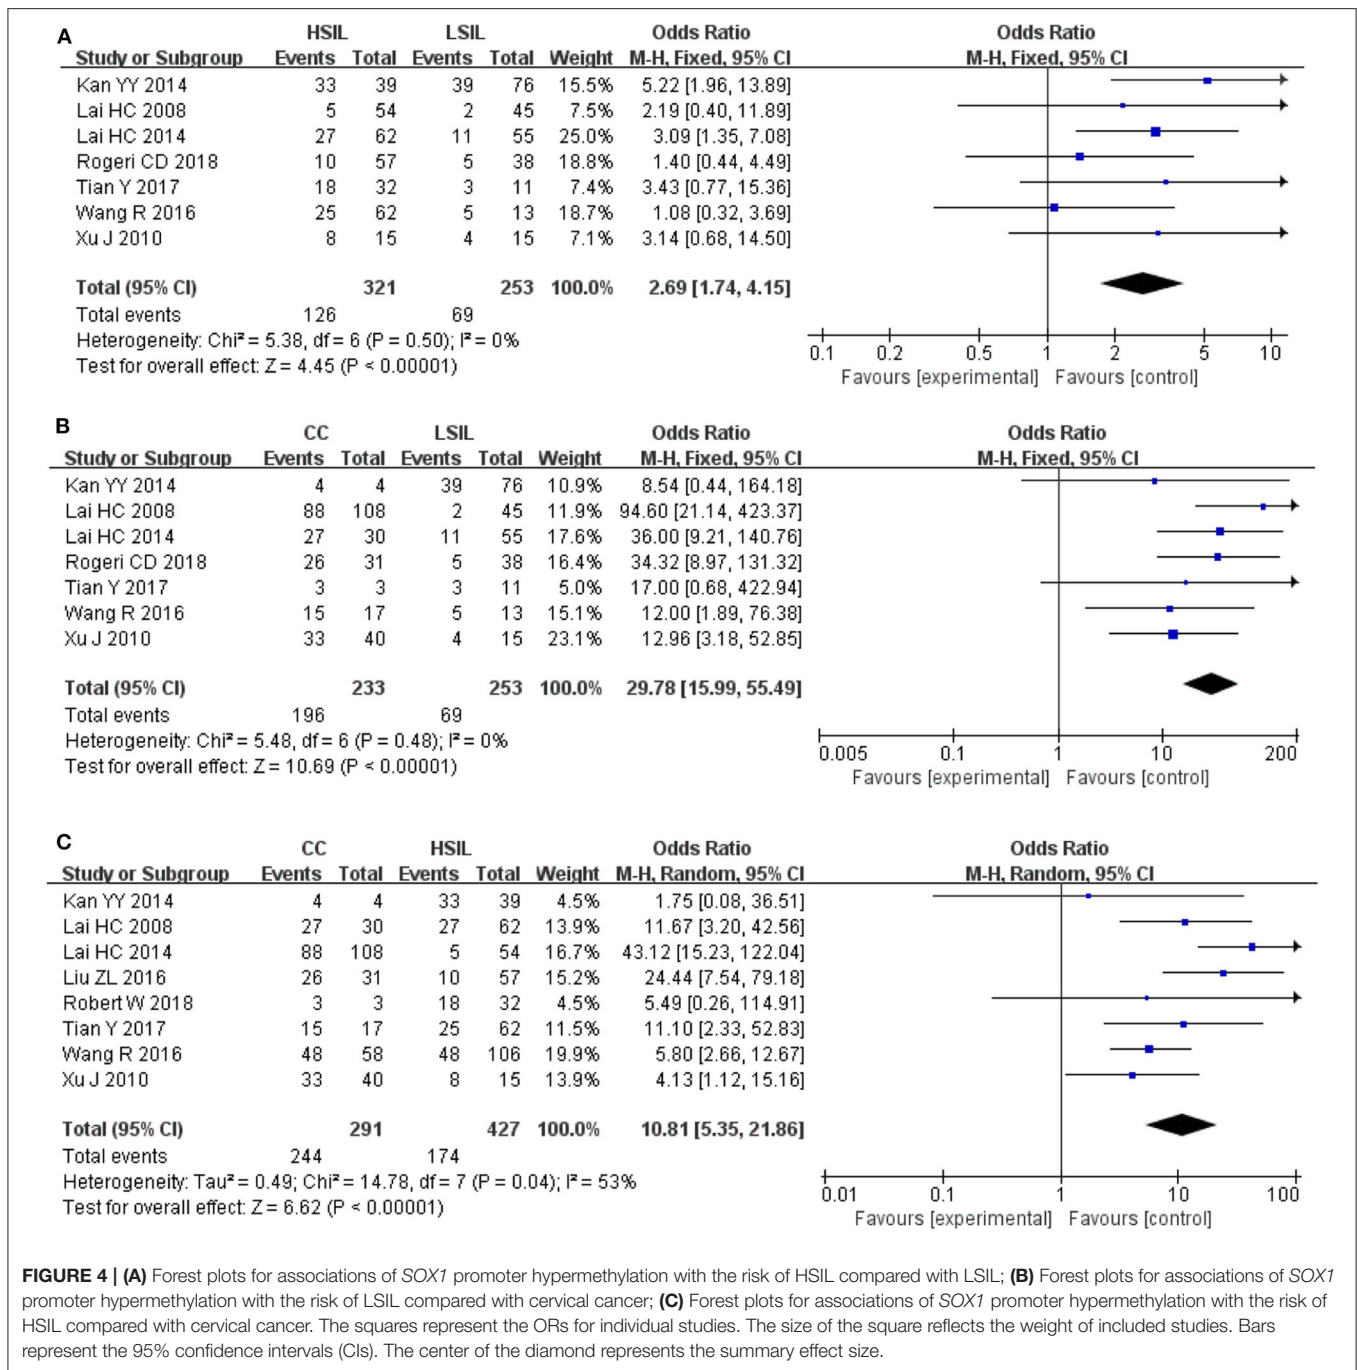 A
HSIL LSIL Odds Ratio Odds Ratio
Study or Subgroup Events Total Events Total Weight M-H, Fixed, 95% CI M-H, Fixed, 95% CI
Kan YY 2014 33 39 39 76 15.5% 5.22 [1.96, 13.89]
Lai HC 2008 5 54 2 45 7.5% 2.19 [0.40, 11.89]
Lai HC 2014 27 62 11 55 25.0% 3.09 [1.35, 7.08]
Rogeri CD 2018 10 57 5 38 18.8% 1.40 [0.44, 4.49]
Tian Y 2017 18 32 3 11 7.4% 3.43 [0.77, 15.36]
Wang R 2016 25 62 5 13 18.7% 1.08 [0.32, 3.69]
Xu J 2010 8 15 4 15 7.1% 3.14 [0.68, 14.50]
Total (95% CI) 321 253 100.0% 2.69 [1.74, 4.15]
Total events 126 69
Heterogeneity: Chi² = 5.38, df = 6 (P = 0.50); I² = 0%
Test for overall effect: Z = 4.45 (P < 0.00001)
0.1 0.2 0.5 1 2 5 10
Favours [experimental] Favours [control]
B
CC LSIL Odds Ratio Odds Ratio
Study or Subgroup Events Total Events Total Weight M-H, Fixed, 95% CI M-H, Fixed, 95% CI
Kan YY 2014 4 4 39 76 10.9% 8.54 [0.44, 164.18]
Lai HC 2008 88 108 2 45 11.9% 94.60 [21.14, 423.37]
Lai HC 2014 27 30 11 55 17.6% 36.00 [9.21, 140.76]
Rogeri CD 2018 26 31 5 38 16.4% 34.32 [8.97, 131.32]
Tian Y 2017 3 3 3 11 5.0% 17.00 [0.68, 422.94]
Wang R 2016 15 17 5 13 15.1% 12.00 [1.89, 76.38]
Xu J 2010 33 40 4 15 23.1% 12.96 [3.18, 52.85]
Total (95% CI) 233 253 100.0% 29.78 [15.99, 55.49]
Total events 196 69
Heterogeneity: Chi² = 5.48, df = 6 (P = 0.48); I² = 0%
Test for overall effect: Z = 10.69 (P < 0.00001)
0.005 0.1 1 10 200
Favours [experimental] Favours [control]
C
CC HSIL Odds Ratio Odds Ratio
Study or Subgroup Events Total Events Total Weight M-H, Random, 95% CI M-H, Random, 95% CI
Kan YY 2014 4 4 33 39 4.5% 1.75 [0.08, 36.51]
Lai HC 2008 27 30 27 62 13.9% 11.67 [3.20, 42.56]
Lai HC 2014 88 108 5 54 16.7% 43.12 [15.23, 122.04]
Liu ZL 2016 26 31 10 57 15.2% 24.44 [7.54, 79.18]
Robert W 2018 3 3 18 32 4.5% 5.49 [0.26, 114.91]
Tian Y 2017 15 17 25 62 11.5% 11.10 [2.33, 52.83]
Wang R 2016 48 58 48 106 19.9% 5.80 [2.66, 12.67]
Xu J 2010 33 40 8 15 13.9% 4.13 [1.12, 15.16]
Total (95% CI) 291 427 100.0% 10.81 [5.35, 21.86]
Total events 244 174
Heterogeneity: Tau² = 0.49; Chi² = 14.78, df = 7 (P = 0.04); I² = 53%
Test for overall effect: Z = 6.62 (P < 0.00001)
0.01 0.1 1 10 100
Favours [experimental] Favours [control]
FIGURE 4 | (A) Forest plots for associations of SOX1 promoter hypermethylation with the risk of HSIL compared with LSIL; (B) Forest plots for associations of SOX1
promoter hypermethylation with the risk of LSIL compared with cervical cancer; (C) Forest plots for associations of SOX1 promoter hypermethylation with the risk of
HSIL compared with cervical cancer. The squares represent the ORs for individual studies. The size of the square reflects the weight of included studies. Bars
represent the 95% confidence intervals (CIs). The center of the diamond represents the summary effect size.